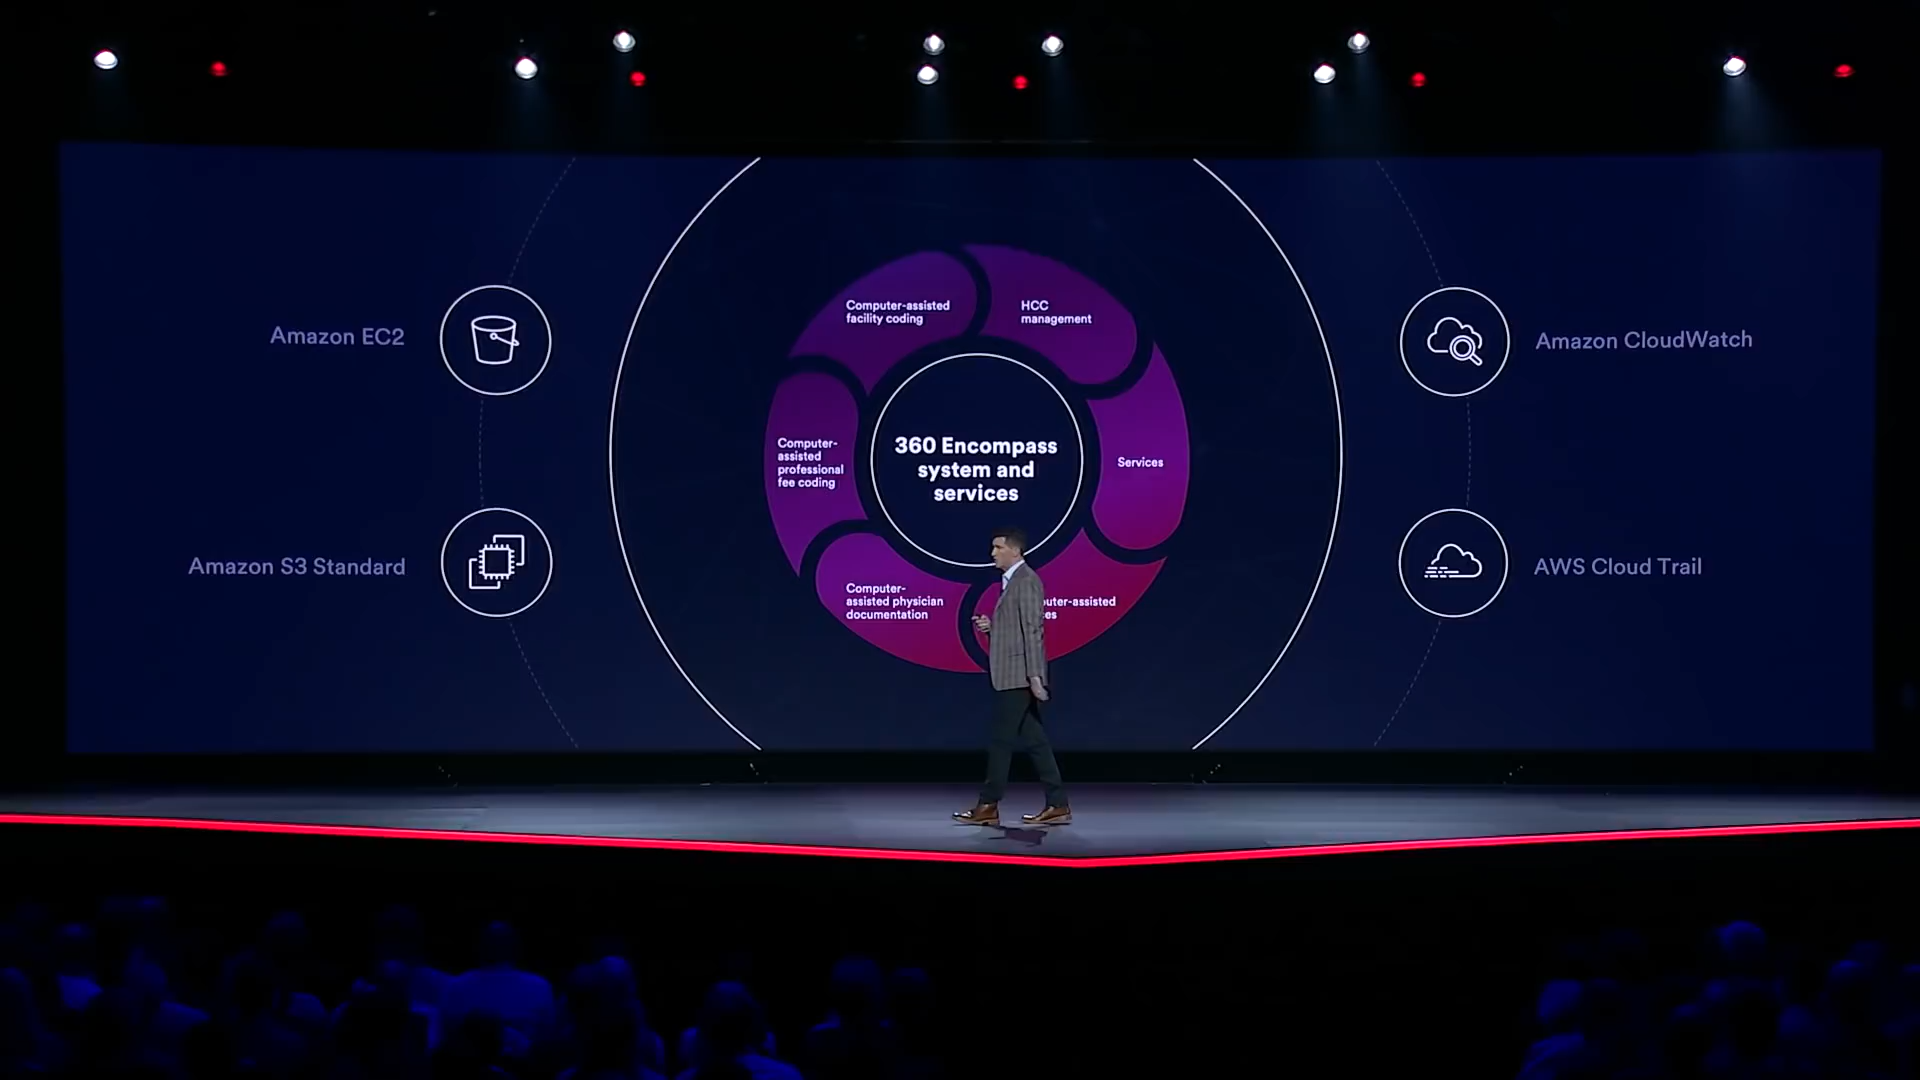 Computer-assisted
facility coding
HCC
management
Amazon EC2
Amazon CloudWatch
Computer-
assisted
professional
fee coding
360 Encompass
system and
services
Services
Amazon S3 Standard
AWS Cloud Trail
Computer-
assisted physician
documentation